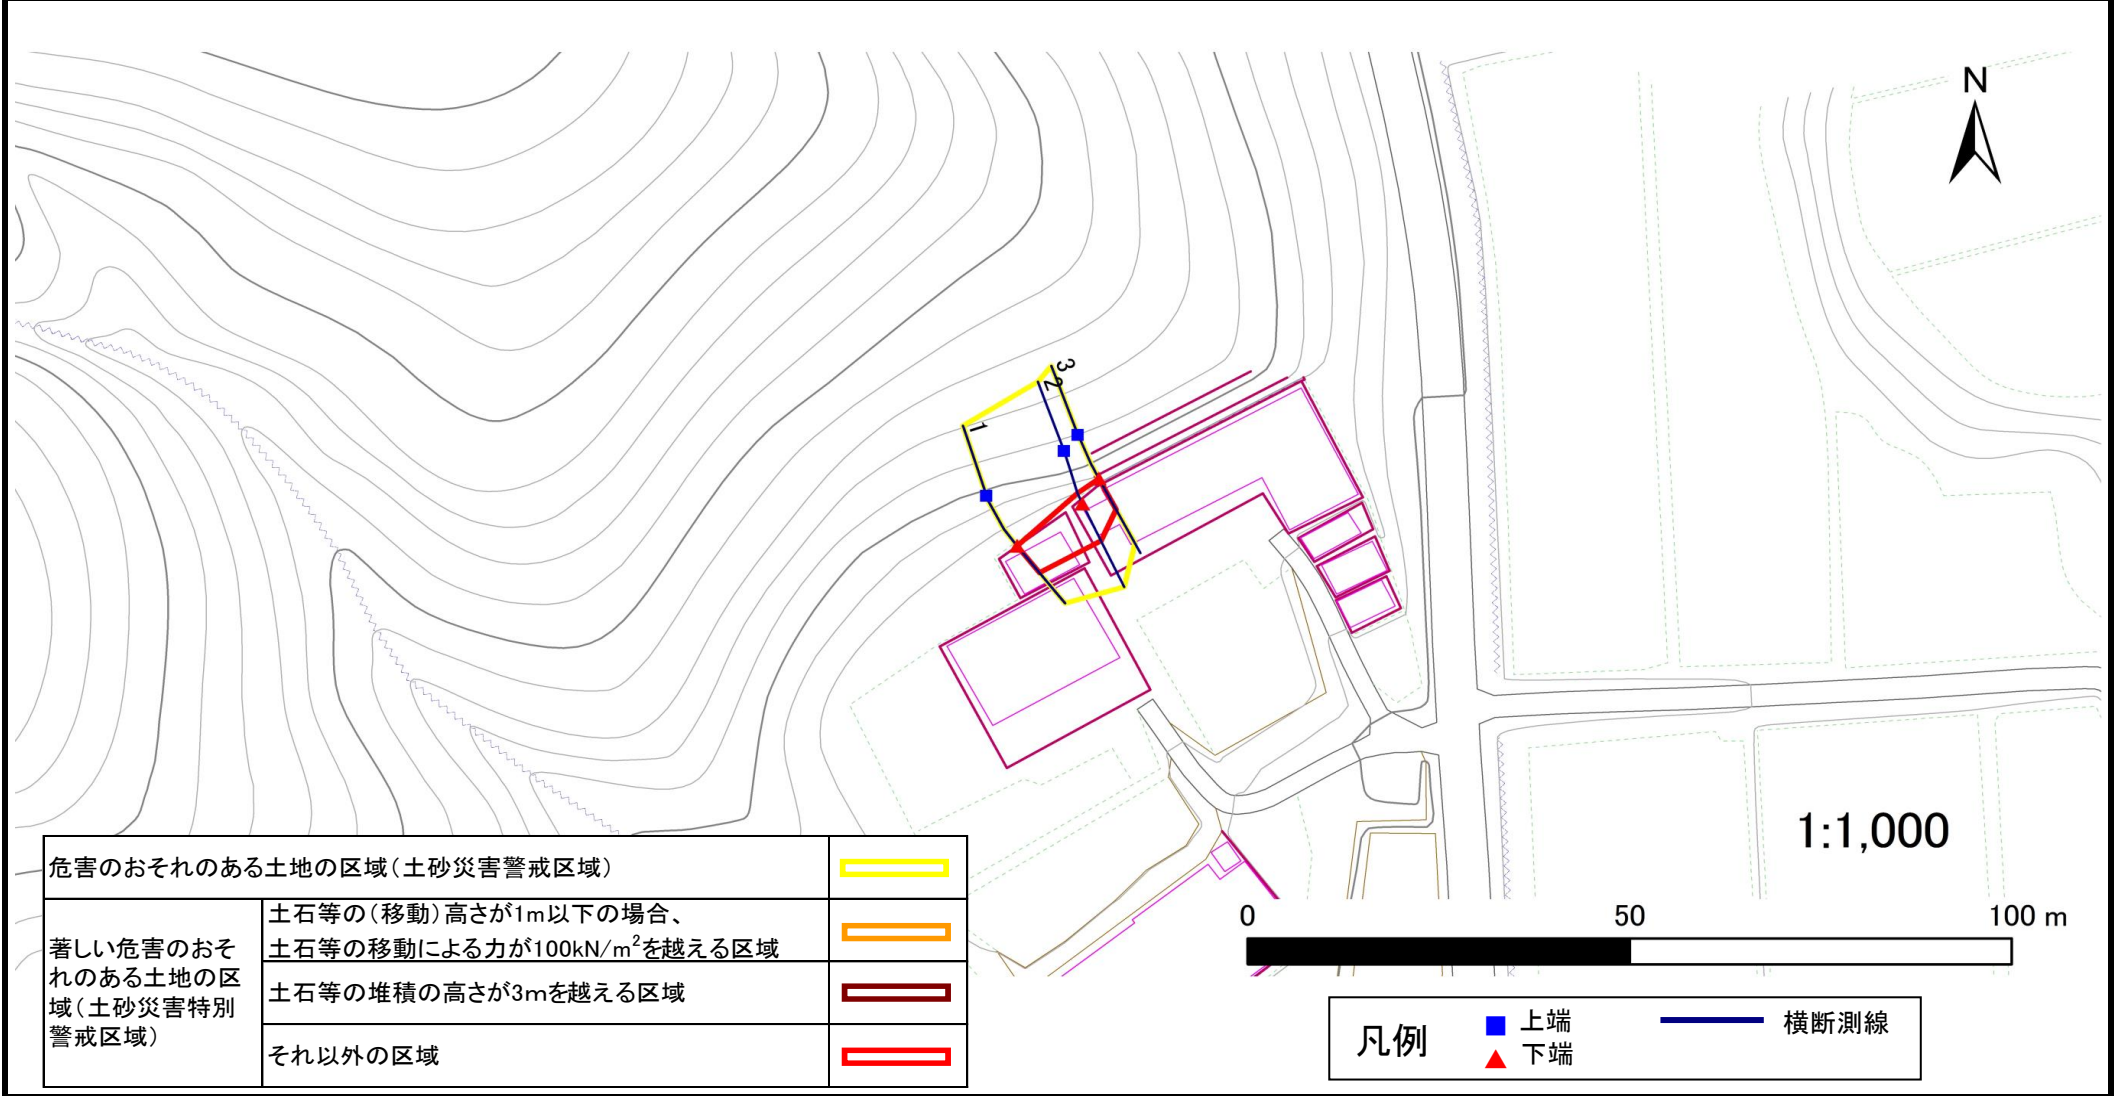 N
3
2
1
1:1,000
0 50 100 m
危害のおそれのある土地の区域(土砂災害警戒区域)
著しい危害のおそ
れのある土地の区
域(土砂災害特別
警戒区域)
土石等の(移動)高さが1m以下の場合、
土石等の移動による力が100kN/m²を越える区域
土石等の堆積の高さが3mを越える区域
それ以外の区域
凡例
上端
下端
横断測線